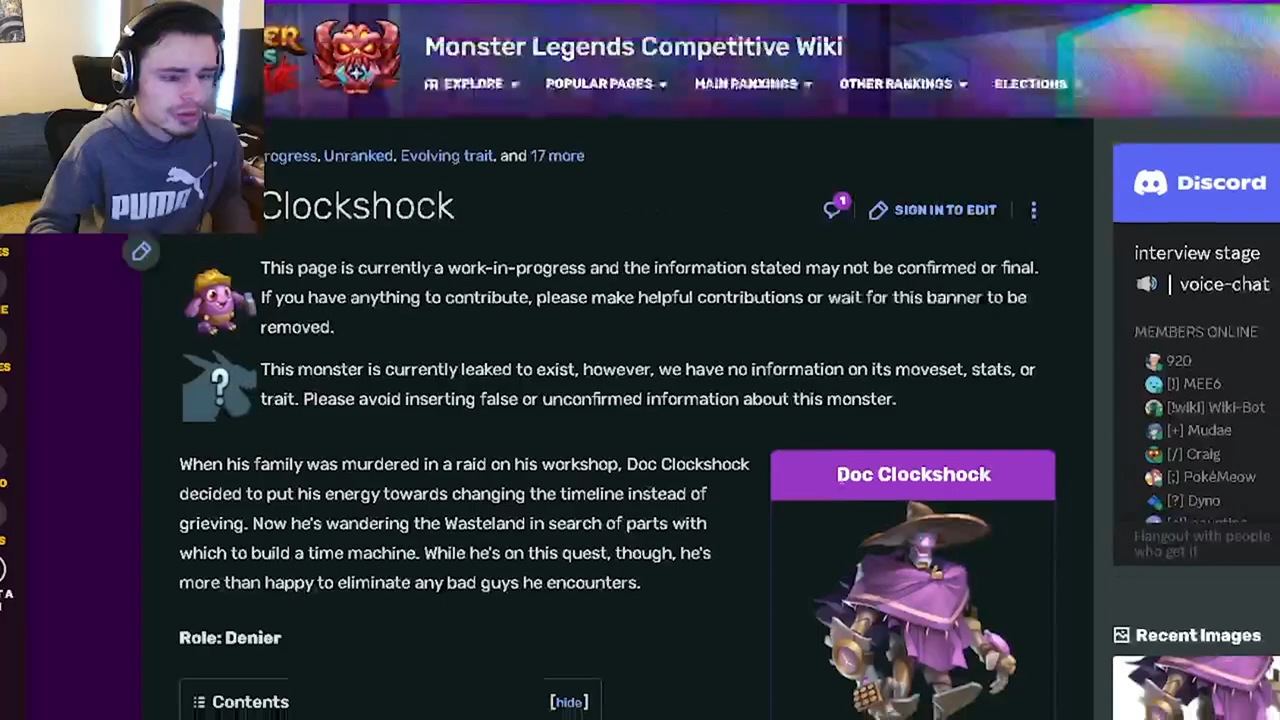 Monster Legends Competitive Wiki
EXPLORE
POPULAR PAGES
MAIN RANKINGS
OTHER RANKINGS
ELECTIONS
Unranked, Evolving trait, and 17 more
Clockshock
1
SIGN IN TO EDIT
This page is currently a work-in-progress and the information stated may not be confirmed or final.
If you have anything to contribute, please make helpful contributions or wait for this banner to be
removed.
This monster is currently leaked to exist, however, we have no information on its moveset, stats, or
trait. Please avoid inserting false or unconfirmed information about this monster.
When his family was murdered in a raid on his workshop, Doc Clockshock
decided to put his energy towards changing the timeline instead of
grieving. Now he's wandering the Wasteland in search of parts with
which to build a time machine. While he's on this quest, though, he's
more than happy to eliminate any bad guys he encounters.
Role: Denier
Contents [hide]
Doc Clockshock
PUMA
Discord
interview stage
| voice-chat
MEMBERS ONLINE
920
[!] MEE6
[!wiki] Wiki-Bot
[+] Mudae
[/] Craig
[;] PokéMeow
[?] Dyno
Hangout with people
who get it
Recent Images